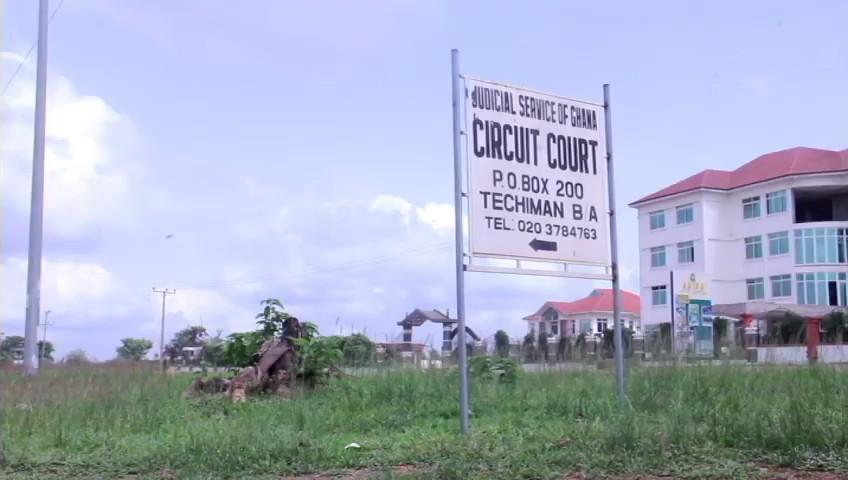 JUDICIAL SERVICE OF GHANA
CIRCUIT COURT
P.O.BOX 200
TECHIMAN B/A
TEL: 020 3784763